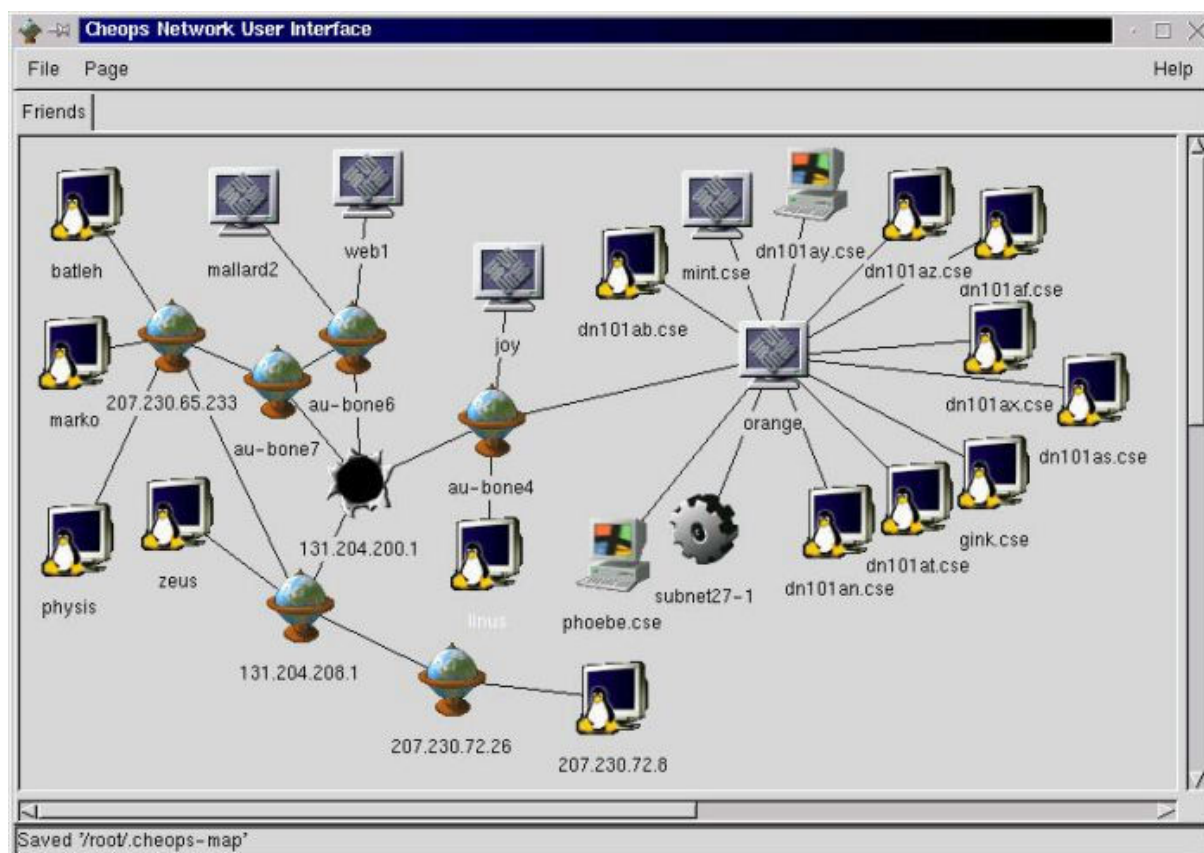 Cheops Network User Interface
File Page Help
Friends
batleh
mallard2
web1
joy
dn101ab.cse
mint.cse
dn101ay.cse
dn101az.cse
dn101af.cse
marko
207.230.65.233
au-bone6
au-bone7
orange
dn101ax.cse
dn101as.cse
au-bone4
131.204.200.1
physis
zeus
linus
phoebe.cse
subnet27-1
dn101an.cse
dn101at.cse
gink.cse
131.204.208.1
207.230.72.26
207.230.72.8
Saved '/root/.cheops-map'